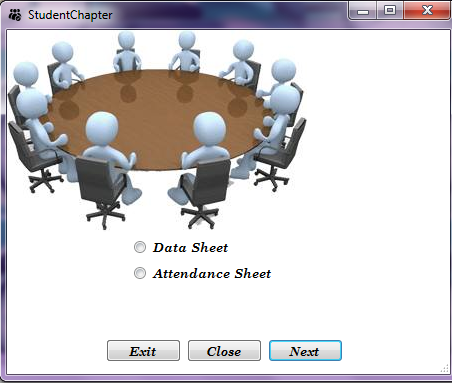 StudentChapter
Data Sheet
Attendance Sheet
Exit Close Next